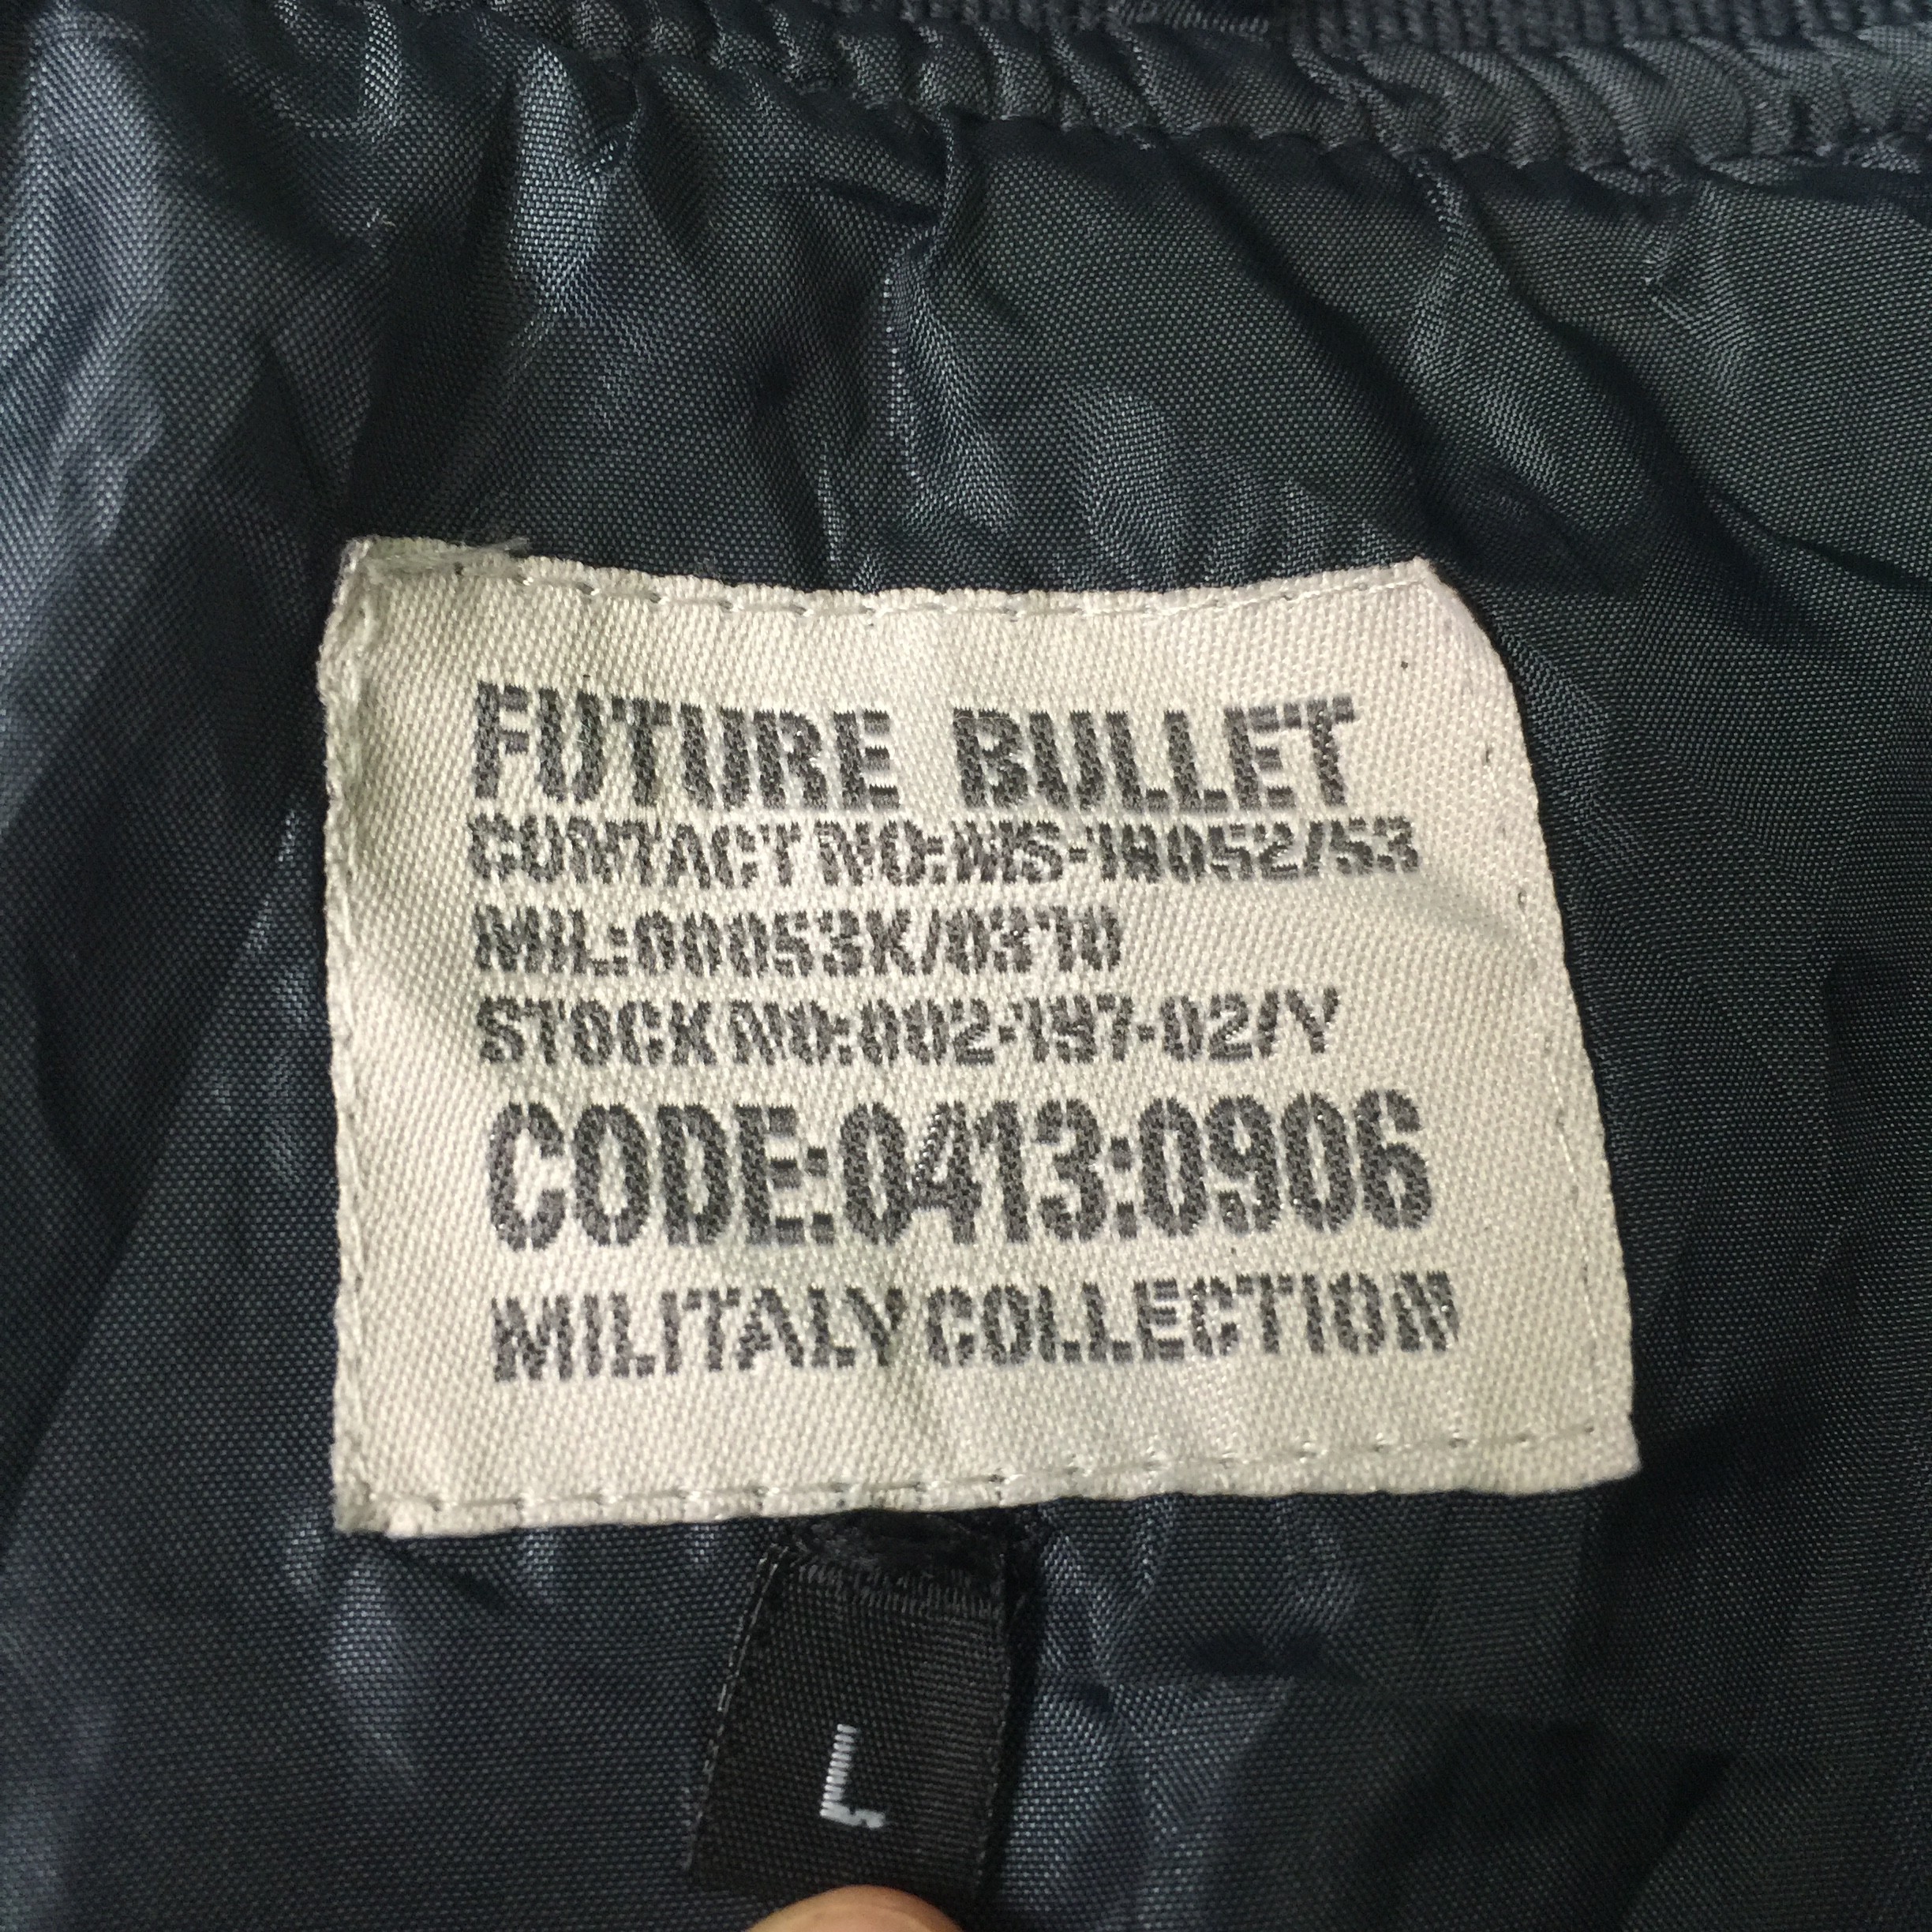 FUTURE BULLET
CONTACT NO:MS-18052/53
MIL:00053K/0370
STOCK NO:002-197-02/Y
CODE:0413:0906
MILITALY COLLECTION
L